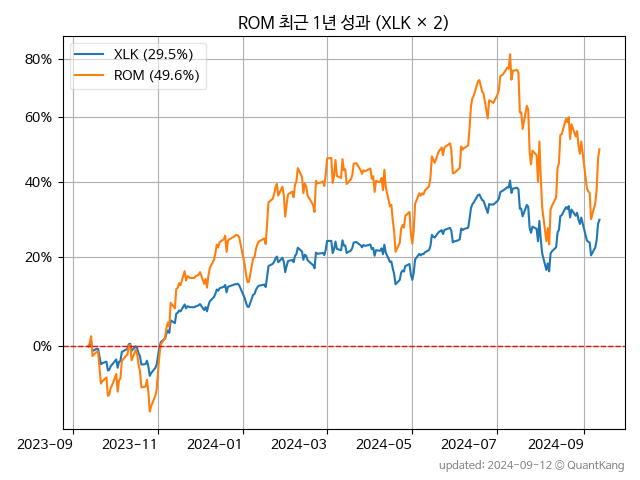 ROM 최근 1년 성과 (XLK × 2)
XLK (29.5%)
ROM (49.6%)
80%
60%
40%
20%
0%
2023-09 2023-11 2024-01 2024-03 2024-05 2024-07 2024-09
updated: 2024-09-12 © QuantKang